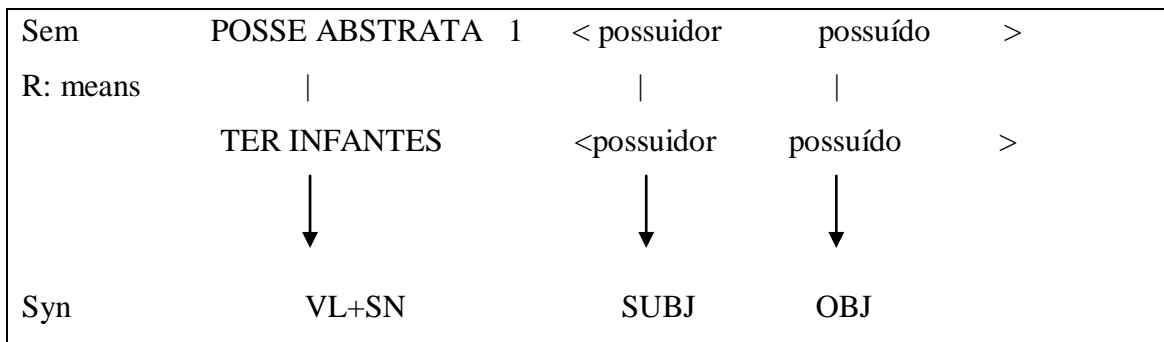 Sem POSSE ABSTRATA 1 < possuidor possuído >
R: means | | |
TER INFANTES <possuidor possuído >
Syn VL+SN SUBJ OBJ